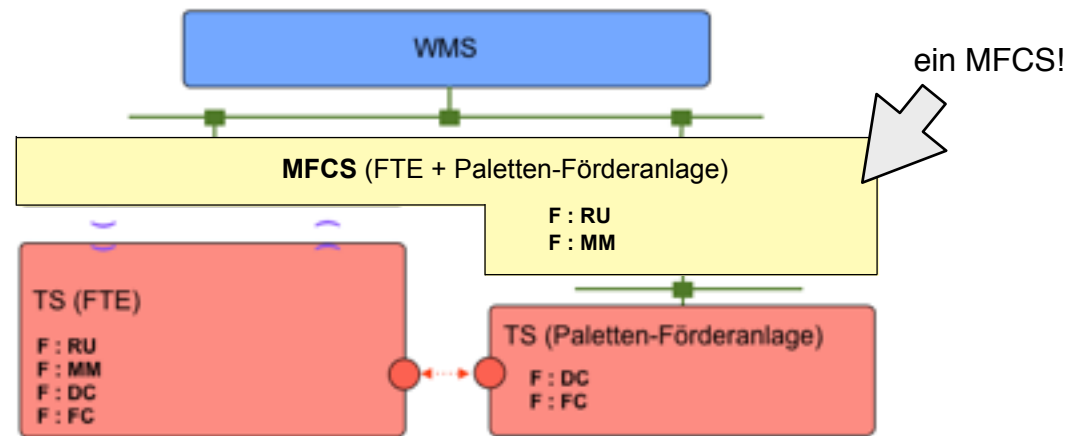 WMS
ein MFCS!
MFCS (FTE + Paletten-Förderanlage)
F : RU
F : MM
TS (FTE)
F : RU
F : MM
F : DC
F : FC
TS (Paletten-Förderanlage)
F : DC
F : FC